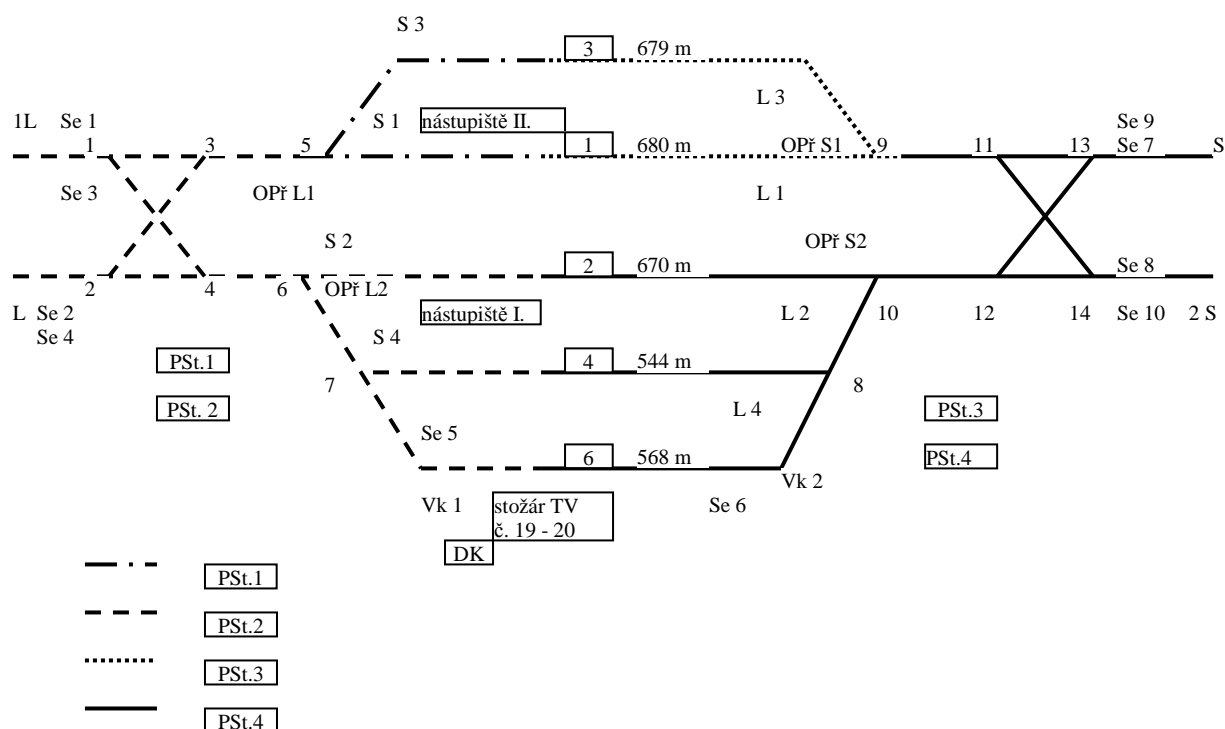 S 3
3 679 m
L 3
1L Se 1 S 1 nástupiště II. Se 9
1 3 5 1 680 m OPř S1 9 11 13 Se 7 S
Se 3 OPř L1 L 1
S 2 OPř S2
2 670 m Se 8
2 4 6 OPř L2
L Se 2 nástupiště I. L 2 10 12 14 Se 10 2 S
Se 4 S 4
PSt.1 4 544 m
7 8
PSt. 2 L 4 PSt.3
Se 5
6 568 m PSt.4
Vk 2
Vk 1 stožár TV Se 6
č. 19 - 20
DK
PSt.1
PSt.2
PSt.3
PSt.4